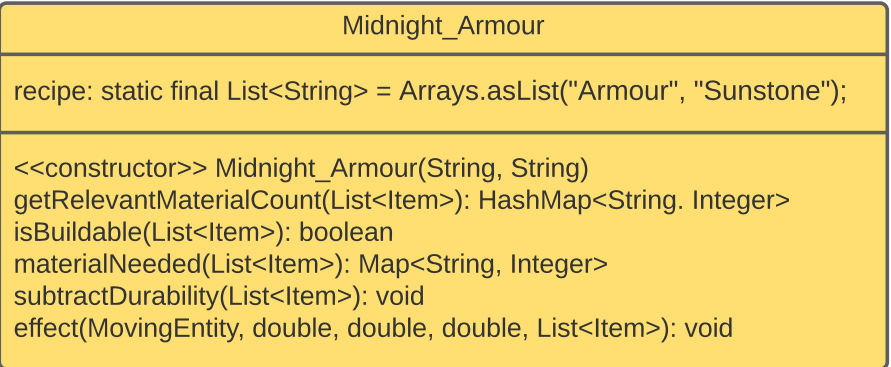 Midnight_Armour
recipe: static final List<String> = Arrays.asList("Armour", "Sunstone");
<<constructor>> Midnight_Armour(String, String)
getRelevantMaterialCount(List<Item>): HashMap<String. Integer>
isBuildable(List<Item>): boolean
materialNeeded(List<Item>): Map<String, Integer>
subtractDurability(List<Item>): void
effect(MovingEntity, double, double, double, List<Item>): void